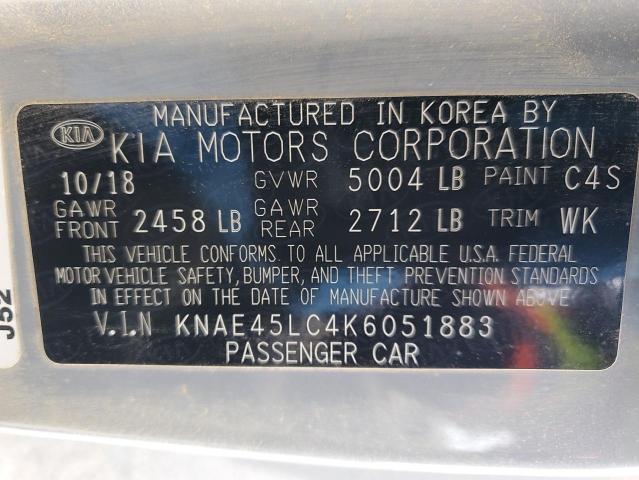 MANUFACTURED IN KOREA BY
KIA KIA MOTORS CORPORATION
10/18 GVWR 5004 LB PAINT C4S
GAWR FRONT 2458 LB GAWR REAR 2712 LB TRIM WK
THIS VEHICLE CONFORMS TO ALL APPLICABLE U.S.A. FEDERAL
MOTOR VEHICLE SAFETY, BUMPER, AND THEFT PREVENTION STANDARDS
IN EFFECT ON THE DATE OF MANUFACTURE SHOWN ABOVE
V.I.N KNAE45LC4K6051883
PASSENGER CAR
J52